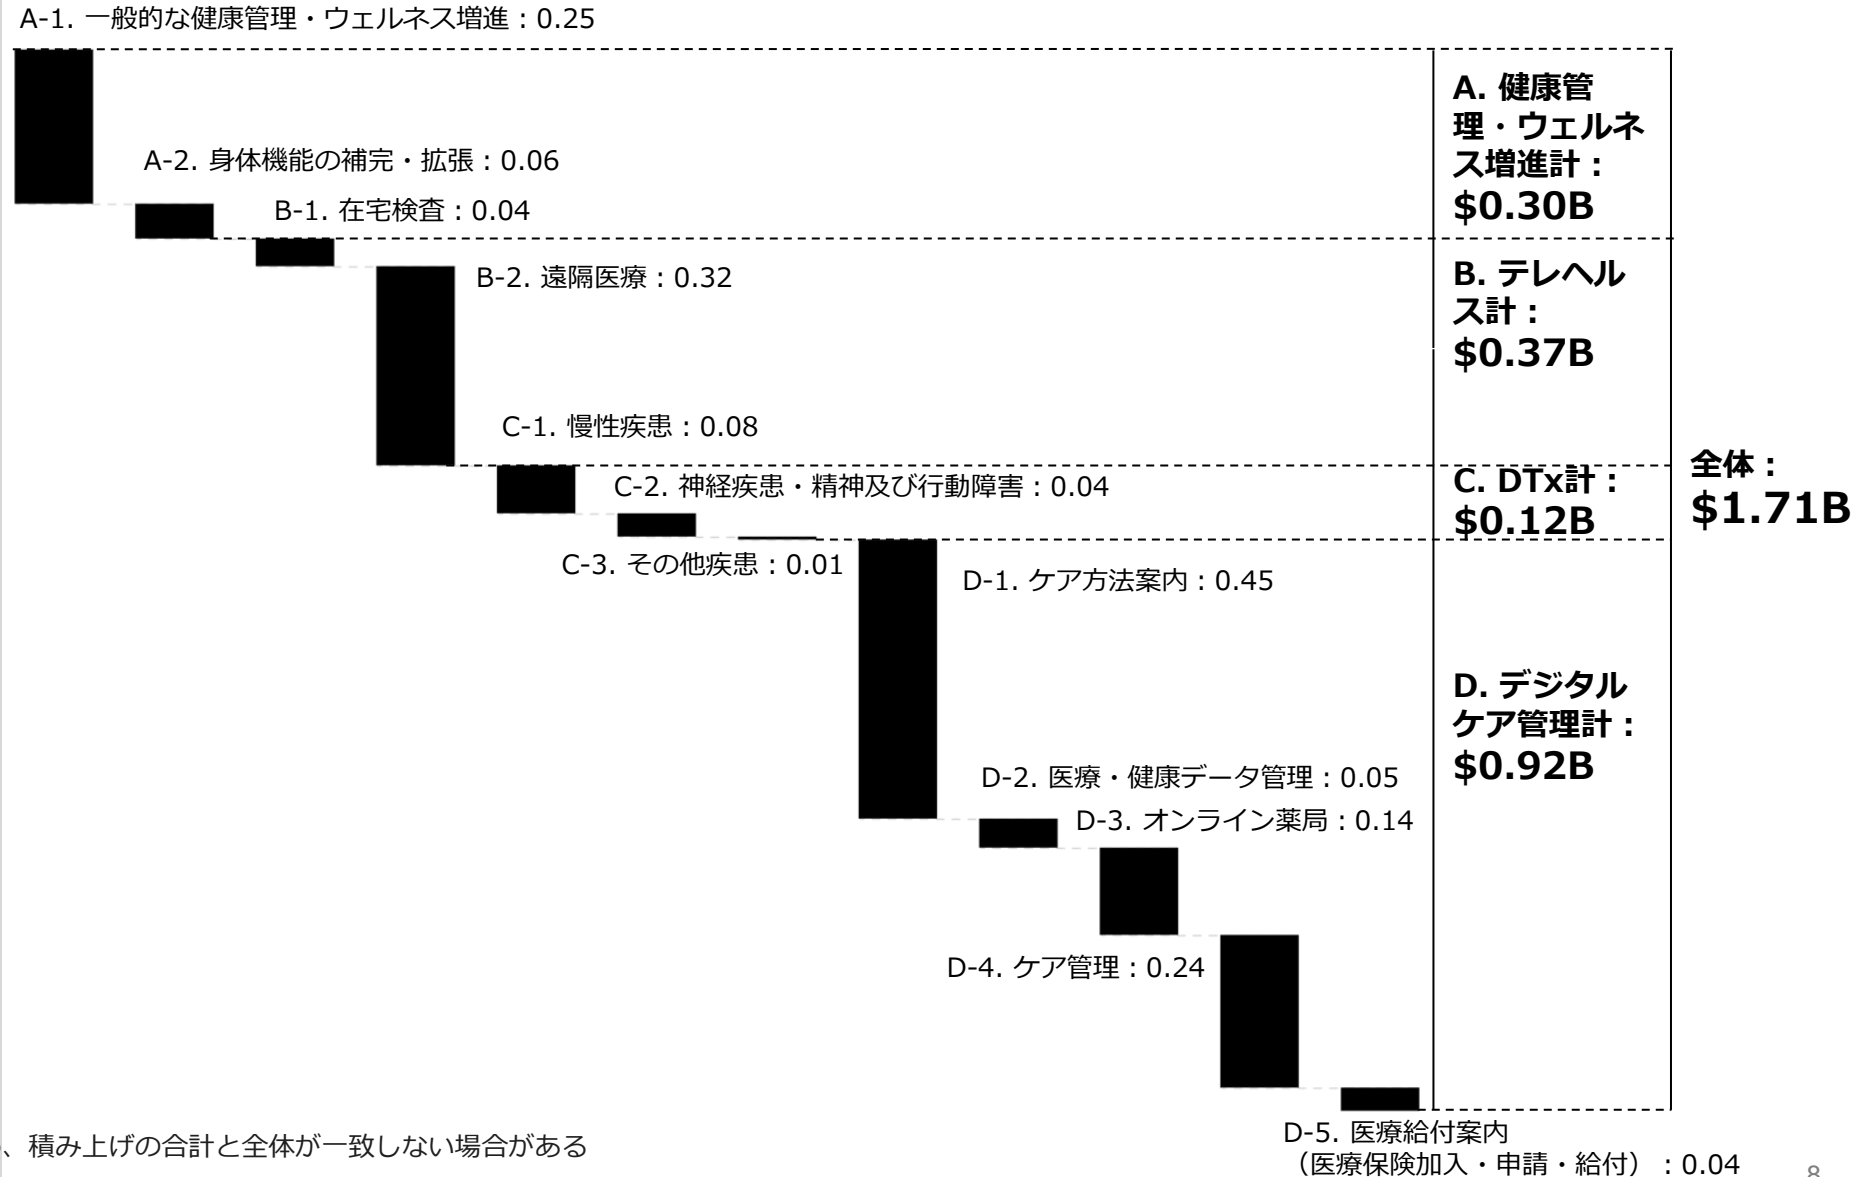 A-1. 一般的な健康管理・ウェルネス増進：0.25
A-2. 身体機能の補完・拡張：0.06
B-1. 在宅検査：0.04
B-2. 遠隔医療：0.32
C-1. 慢性疾患：0.08
C-2. 神経疾患・精神及び行動障害：0.04
C-3. その他疾患：0.01
D-1. ケア方法案内：0.45
D-2. 医療・健康データ管理：0.05
D-3. オンライン薬局：0.14
D-4. ケア管理：0.24
D-5. 医療給付案内
（医療保険加入・申請・給付）：0.04
A. 健康管
理・ウェルネ
ス増進計：
$0.30B
B. テレヘル
ス計：
$0.37B
C. DTx計：
$0.12B
D. デジタル
ケア管理計：
$0.92B
全体：
$1.71B
、積み上げの合計と全体が一致しない場合がある
8